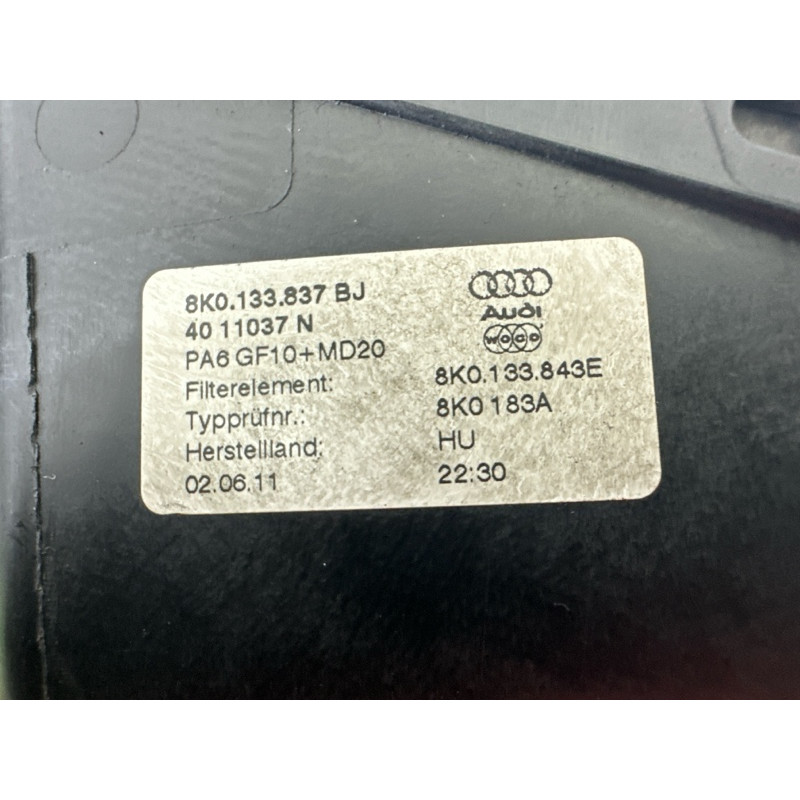 8K0.133.837 BJ
40 11037 N
PA6 GF10+MD20
Audi
woco
Filterelement: 8K0.133.843E
Typprüfnr.: 8K0 183A
Herstellland: HU
02.06.11 22:30